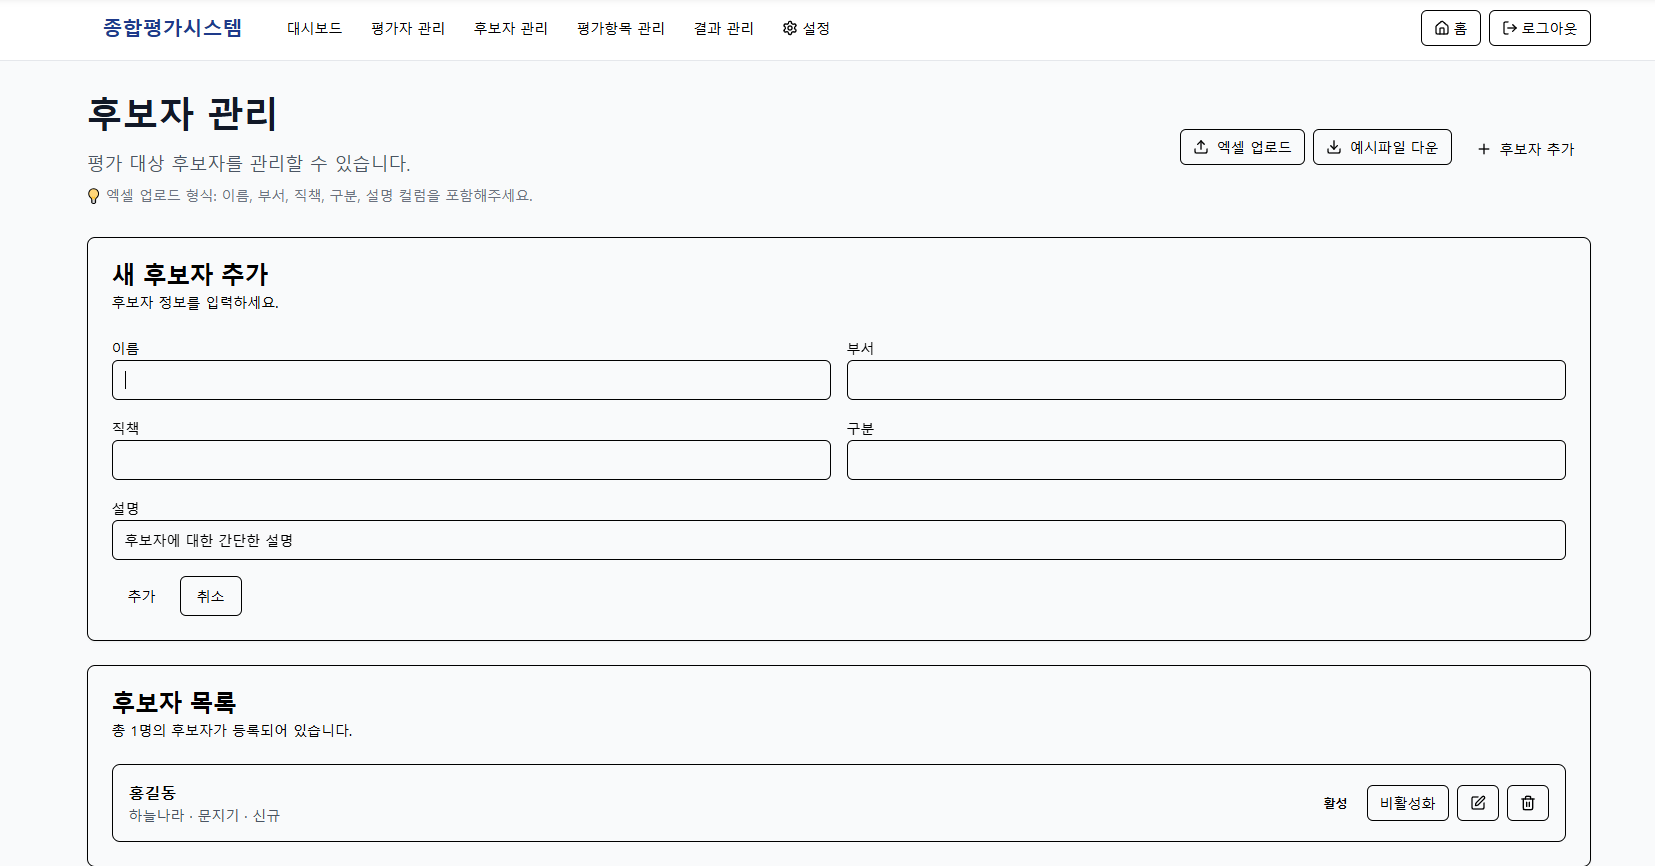 종합평가시스템 대시보드 평가자 관리 후보자 관리 평가항목 관리 결과 관리 설정 홈 로그아웃
후보자 관리
평가 대상 후보자를 관리할 수 있습니다.
엑셀 업로드 형식: 이름, 부서, 직책, 구분, 설명 컬럼을 포함해주세요.
엑셀 업로드 예시파일 다운 + 후보자 추가
새 후보자 추가
후보자 정보를 입력하세요.
이름 부서
직책 구분
설명
후보자에 대한 간단한 설명
추가 취소
후보자 목록
총 1명의 후보자가 등록되어 있습니다.
홍길동
하늘나라 · 문지기 · 신규
활성 비활성화